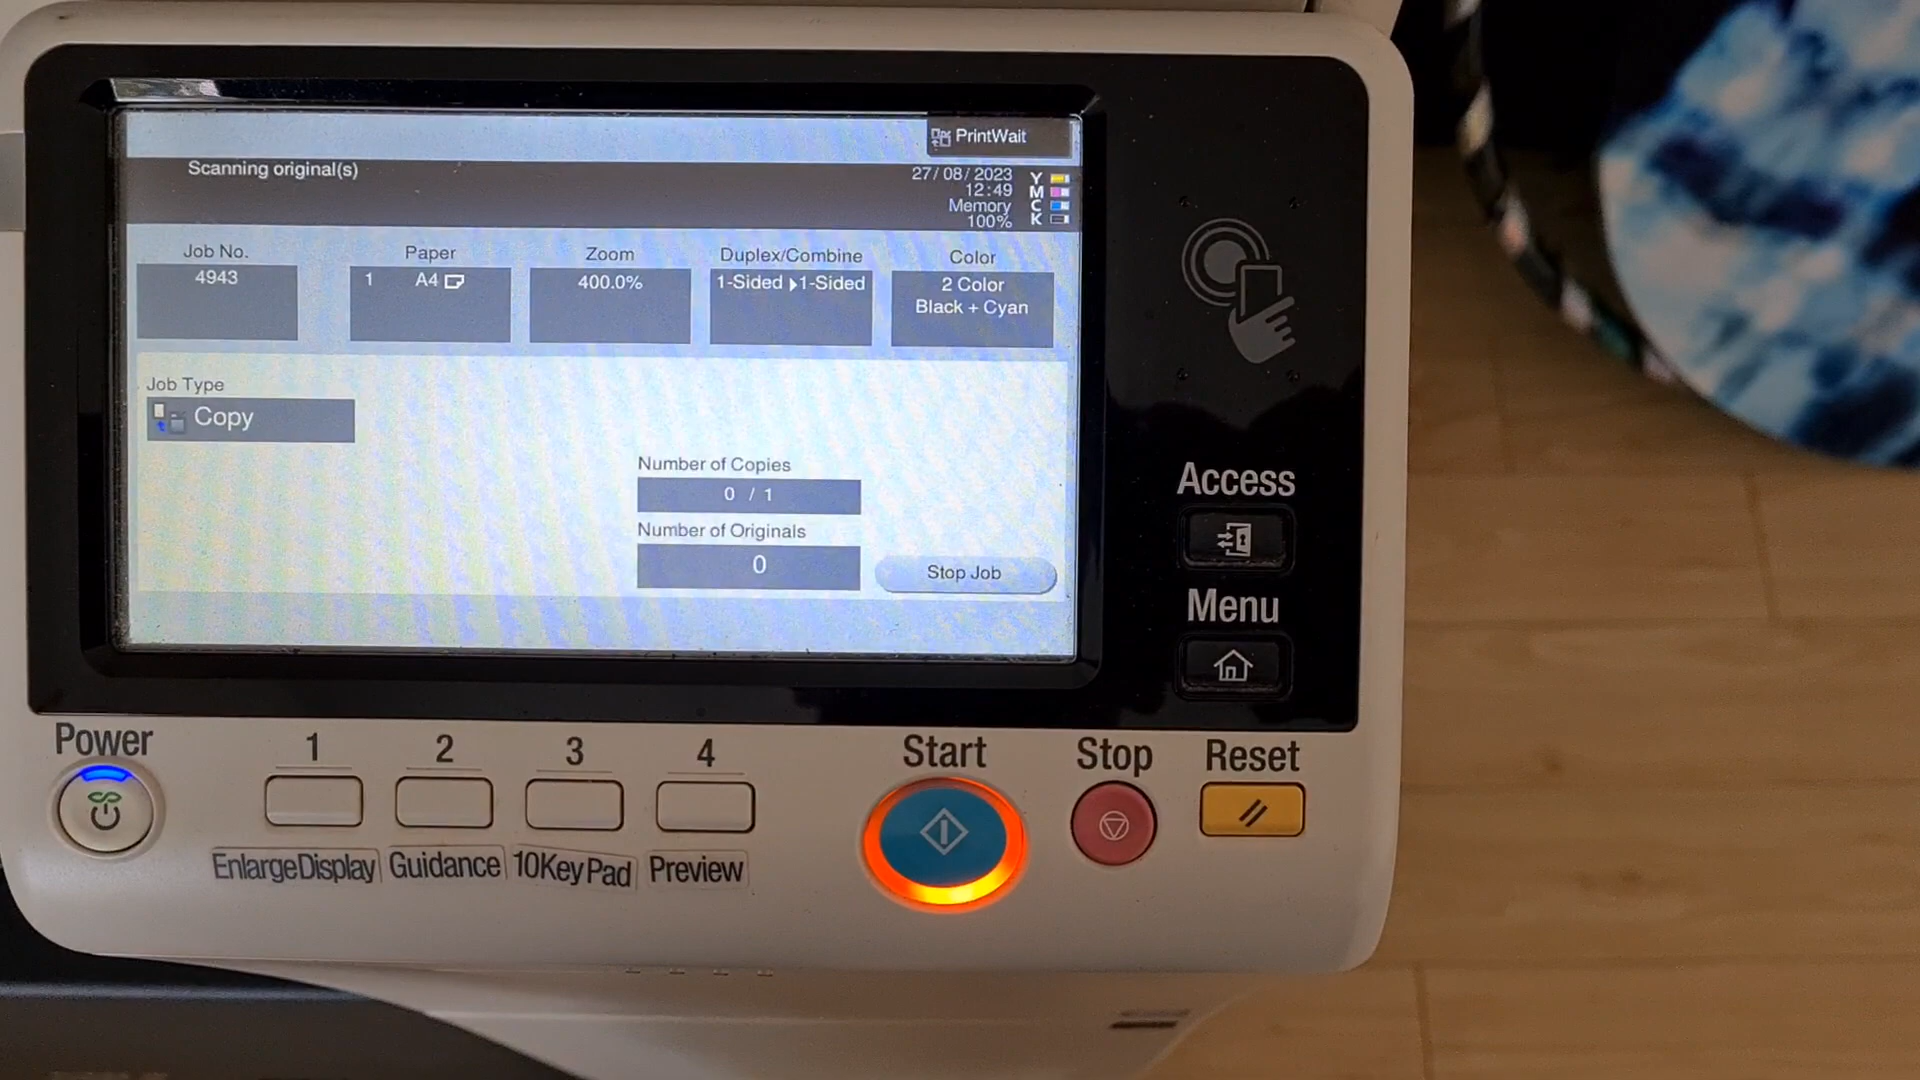 PrintWait
Scanning original(s)
27/08/2023
12:49
Memory
100%
Y
M
C
K
Job No.
4943
Paper
1 A4
Zoom
400.0%
Duplex/Combine
1-Sided 1-Sided
Color
2 Color
Black + Cyan
Job Type
Copy
Number of Copies
0 / 1
Number of Originals
0
Stop Job
Access
Menu
Power
1
2
3
4
Start
Stop
Reset
EnlargeDisplay
Guidance
10KeyPad
Preview